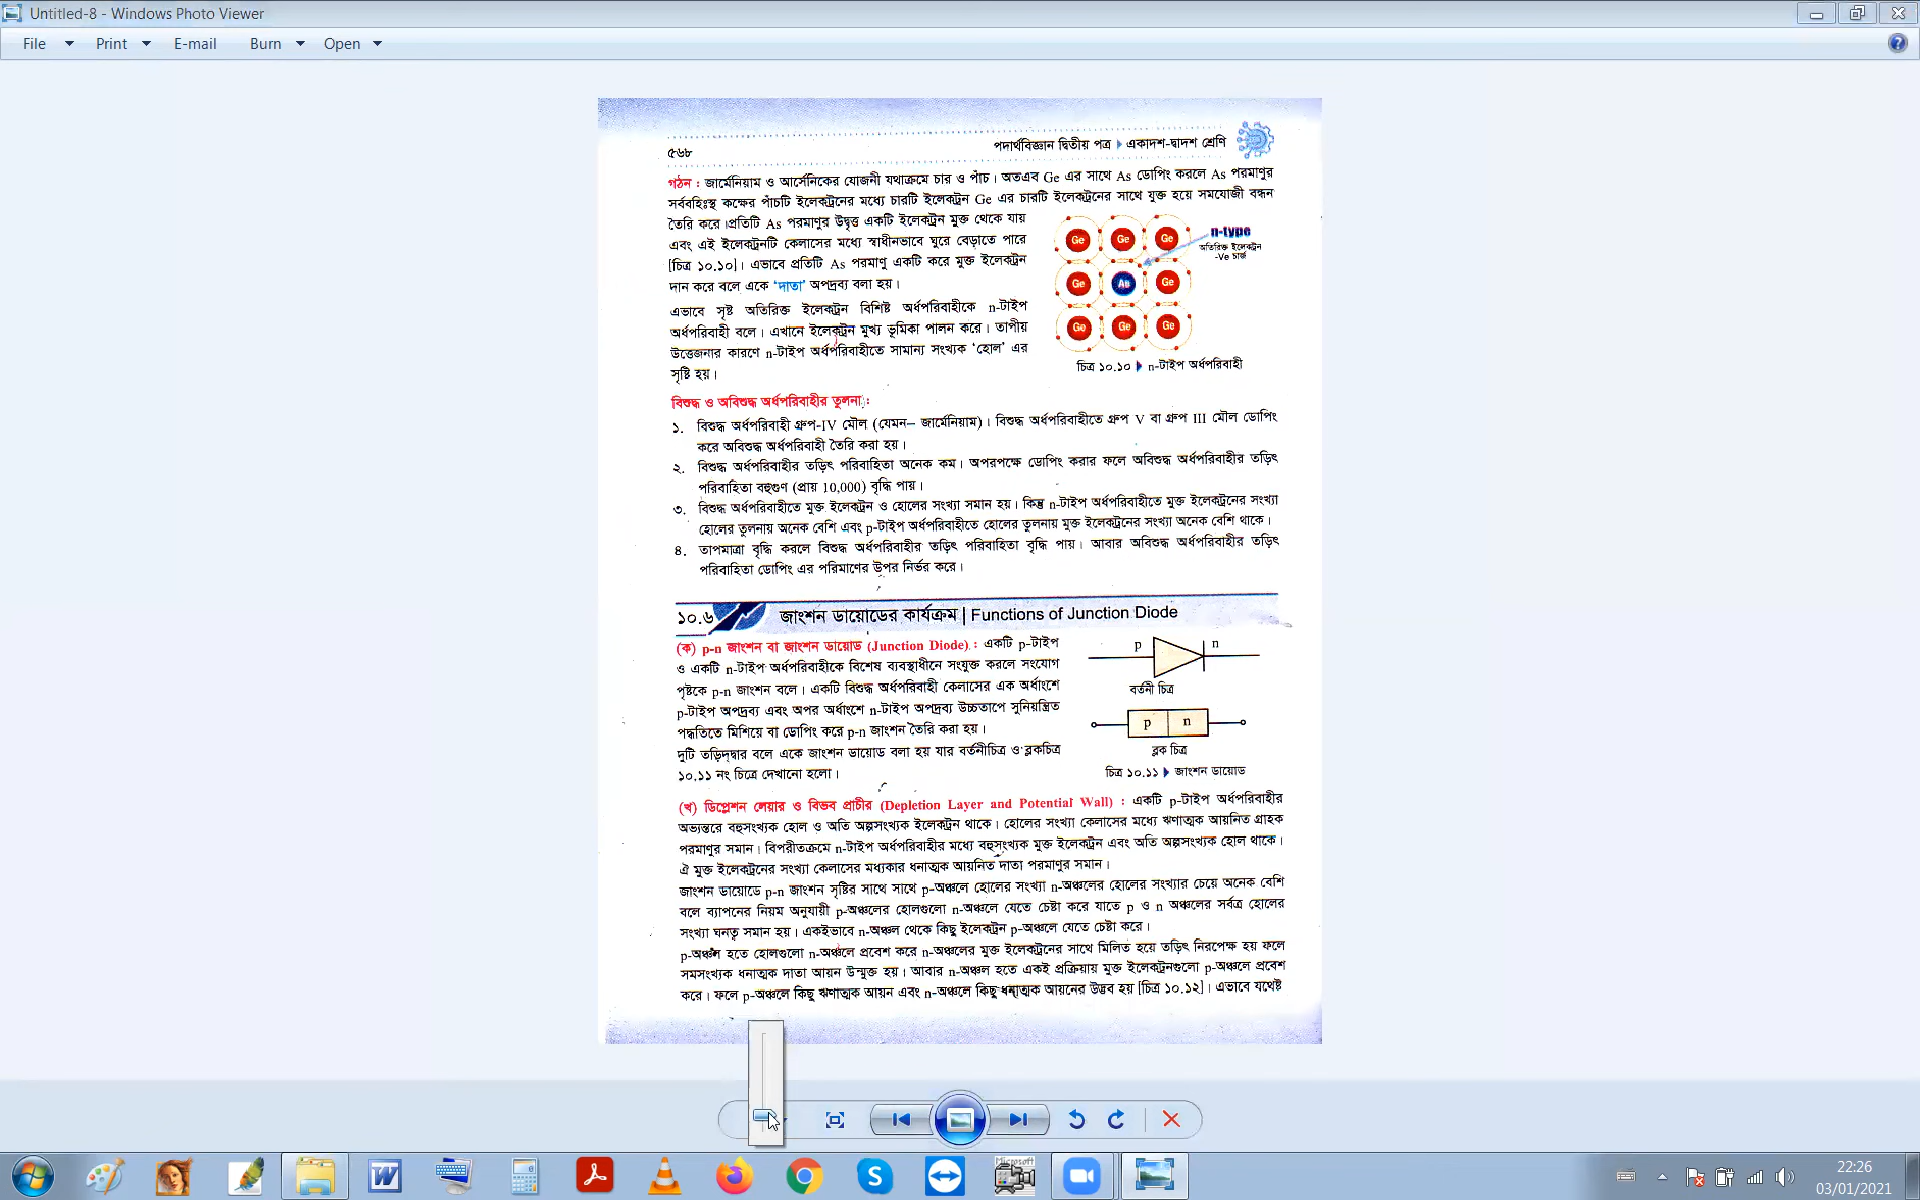 Untitled-8 - Windows Photo Viewer
File Print E-mail Burn Open
৫৬৮
পদার্থবিজ্ঞান দ্বিতীয় পত্র ▶ একাদশ-দ্বাদশ শ্রেণি
গঠন : জার্মেনিয়াম ও আর্সেনিকের যোজনী যথাক্রমে চার ও পাঁচ। অতএব Ge এর সাথে As ডোপিং করলে As পরমাণুর
সর্ববহিঃস্থ কক্ষের পাঁচটি ইলেকট্রনের মধ্যে চারটি ইলেকট্রন Ge এর চারটি ইলেকট্রনের সাথে যুক্ত হয়ে সমযোজী বন্ধন
তৈরি করে।প্রতিটি As পরমাণুর উদ্বৃত্ত একটি ইলেকট্রন মুক্ত থেকে যায়
এবং এই ইলেকট্রনটি কেলাসের মধ্যে স্বাধীনভাবে ঘুরে বেড়াতে পারে
[চিত্র ১০.১০]। এভাবে প্রতিটি As পরমাণু একটি করে মুক্ত ইলেকট্রন
দান করে বলে একে ‘দাতা’ অপদ্রব্য বলা হয়।
এভাবে সৃষ্ট অতিরিক্ত ইলেকট্রন বিশিষ্ট অর্ধপরিবাহীকে n-টাইপ
অর্ধপরিবাহী বলে। এখানে ইলেকট্রন মুখ্য ভূমিকা পালন করে। তাপীয়
উত্তেজনার কারণে n-টাইপ অর্ধপরিবাহীতে সামান্য সংখ্যক ‘হোল’ এর
সৃষ্টি হয়।
Ge Ge Ge
n-type
অতিরিক্ত ইলেকট্রন
-Ve চার্জ
Ge As Ge
Ge Ge Ge
চিত্র ১০.১০ ▶ n-টাইপ অর্ধপরিবাহী
বিশুদ্ধ ও অবিশুদ্ধ অর্ধপরিবাহীর তুলনা :
১. বিশুদ্ধ অর্ধপরিবাহী গ্রুপ-IV মৌল (যেমন– জার্মেনিয়াম)। বিশুদ্ধ অর্ধপরিবাহীতে গ্রুপ V বা গ্রুপ III মৌল ডোপিং
করে অবিশুদ্ধ অর্ধপরিবাহী তৈরি করা হয়।
২. বিশুদ্ধ অর্ধপরিবাহীর তড়িৎ পরিবাহিতা অনেক কম। অপরপক্ষে ডোপিং করার ফলে অবিশুদ্ধ অর্ধপরিবাহীর তড়িৎ
পরিবাহিতা বহুগুণ (প্রায় 10,000) বৃদ্ধি পায়।
৩. বিশুদ্ধ অর্ধপরিবাহীতে মুক্ত ইলেকট্রন ও হোলের সংখ্যা সমান হয়। কিন্তু n-টাইপ অর্ধপরিবাহীতে মুক্ত ইলেকট্রনের সংখ্যা
হোলের তুলনায় অনেক বেশি এবং p-টাইপ অর্ধপরিবাহীতে হোলের তুলনায় মুক্ত ইলেকট্রনের সংখ্যা অনেক বেশি থাকে।
৪. তাপমাত্রা বৃদ্ধি করলে বিশুদ্ধ অর্ধপরিবাহীর তড়িৎ পরিবাহিতা বৃদ্ধি পায়। আবার অবিশুদ্ধ অর্ধপরিবাহীর তড়িৎ
পরিবাহিতা ডোপিং এর পরিমাণের উপর নির্ভর করে।
১০.৬ জাংশন ডায়োডের কার্যক্রম | Functions of Junction Diode
(ক) p-n জাংশন বা জাংশন ডায়োড (Junction Diode) : একটি p-টাইপ
ও একটি n-টাইপ অর্ধপরিবাহীকে বিশেষ ব্যবস্থাধীনে সংযুক্ত করলে সংযোগ
পৃষ্টকে p-n জাংশন বলে। একটি বিশুদ্ধ অর্ধপরিবাহী কেলাসের এক অর্ধাংশে
p-টাইপ অপদ্রব্য এবং অপর অর্ধাংশে n-টাইপ অপদ্রব্য উচ্চতাপে সুনিয়ন্ত্রিত
পদ্ধতিতে মিশিয়ে বা ডোপিং করে p-n জাংশন তৈরি করা হয়।
দুটি তড়িদ্দ্বার বলে একে জাংশন ডায়োড বলা হয় যার বর্তনীচিত্র ও ব্লকচিত্র
১০.১১ নং চিত্রে দেখানো হলো।
p n
বর্তনী চিত্র
p n
ব্লক চিত্র
চিত্র ১০.১১ ▶ জাংশন ডায়োড
(খ) ডিপ্লেশন লেয়ার ও বিভব প্রাচীর (Depletion Layer and Potential Wall) : একটি p-টাইপ অর্ধপরিবাহীর
অভ্যন্তরে বহুসংখ্যক হোল ও অতি অল্পসংখ্যক ইলেকট্রন থাকে। হোলের সংখ্যা কেলাসের মধ্যে ঋণাত্মক আয়নিত গ্রাহক
পরমাণুর সমান। বিপরীতক্রমে n-টাইপ অর্ধপরিবাহীর মধ্যে বহুসংখ্যক মুক্ত ইলেকট্রন এবং অতি অল্পসংখ্যক হোল থাকে।
ঐ মুক্ত ইলেকট্রনের সংখ্যা কেলাসের মধ্যকার ধনাত্মক আয়নিত দাতা পরমাণুর সমান।
জাংশন ডায়োডে p-n জাংশন সৃষ্টির সাথে সাথে p-অঞ্চলে হোলের সংখ্যা n-অঞ্চলের হোলের সংখ্যার চেয়ে অনেক বেশি
বলে ব্যাপনের নিয়ম অনুযায়ী p-অঞ্চলের হোলগুলো n-অঞ্চলে যেতে চেষ্টা করে যাতে p ও n অঞ্চলের সর্বত্র হোলের
সংখ্যা ঘনত্ব সমান হয়। একইভাবে n-অঞ্চল থেকে কিছু ইলেকট্রন p-অঞ্চলে যেতে চেষ্টা করে।
p-অঞ্চল হতে হোলগুলো n-অঞ্চলে প্রবেশ করে n-অঞ্চলের মুক্ত ইলেকট্রনের সাথে মিলিত হয়ে তড়িৎ নিরপেক্ষ হয় ফলে
সমসংখ্যক ধনাত্মক দাতা আয়ন উন্মুক্ত হয়। আবার n-অঞ্চল হতে একই প্রক্রিয়ায় মুক্ত ইলেকট্রনগুলো p-অঞ্চলে প্রবেশ
করে। ফলে p-অঞ্চলে কিছু ঋণাত্মক আয়ন এবং n-অঞ্চলে কিছু ধনাত্মক আয়নের উদ্ভব হয় [চিত্র ১০.১২]। এভাবে যথেষ্ট
Microsoft
22:26
03/01/2021